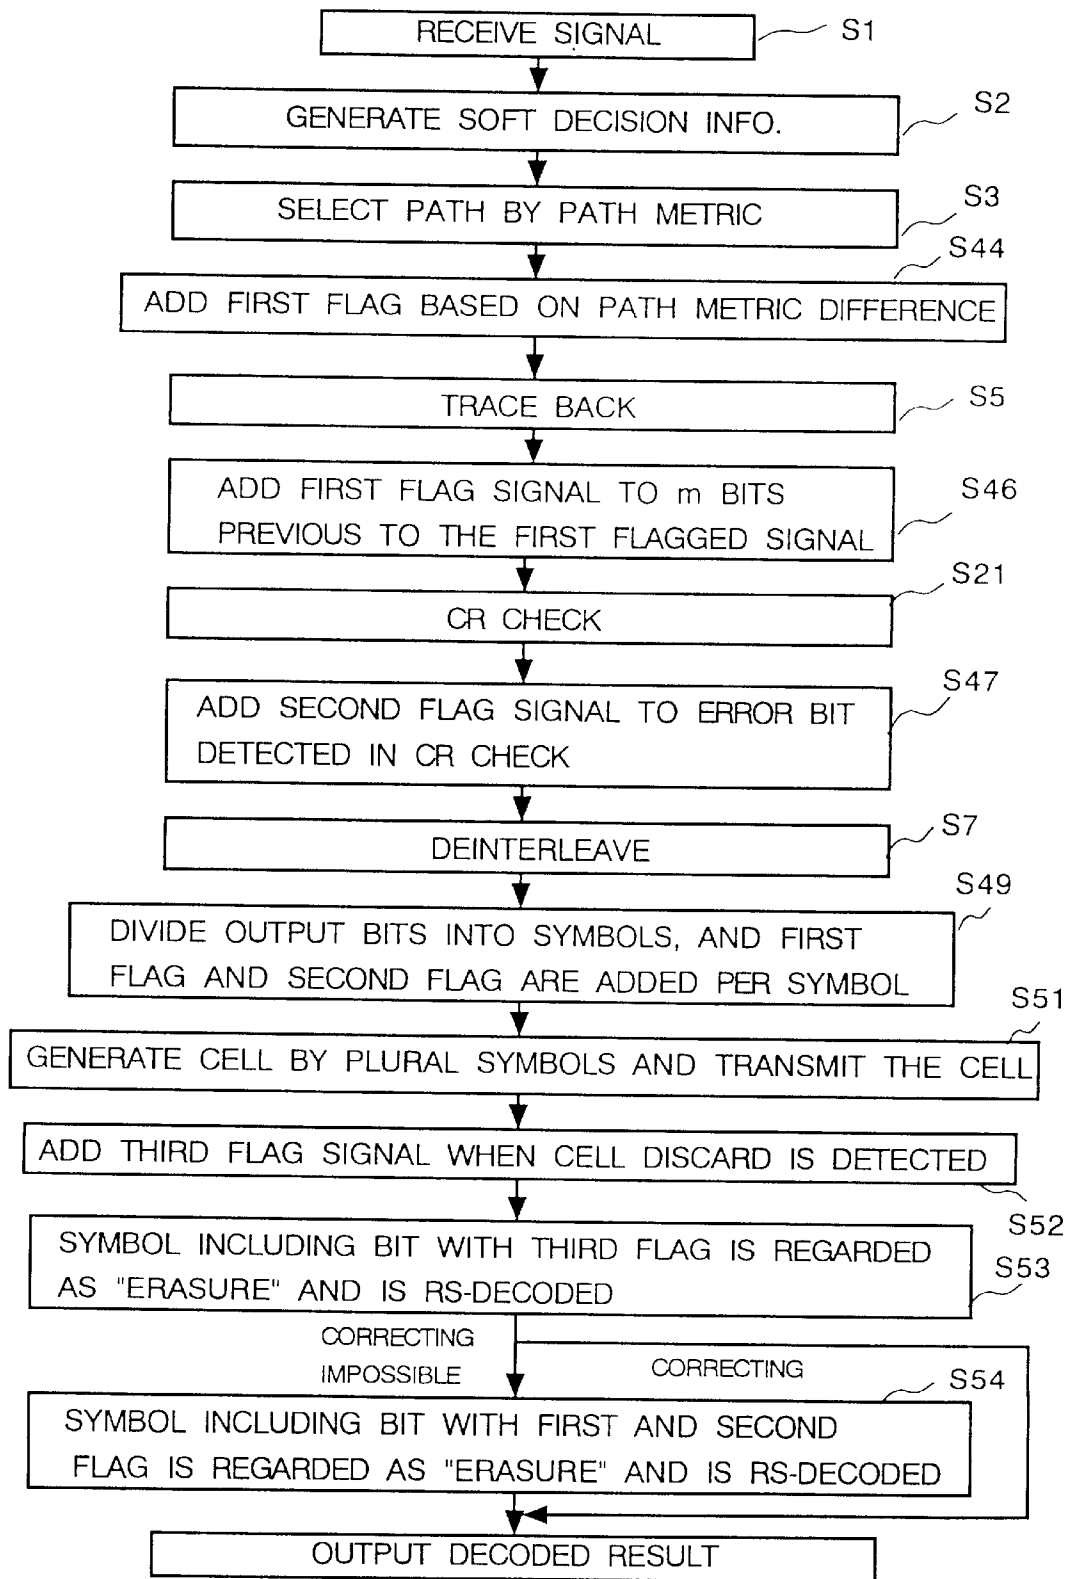 RECEIVE SIGNAL
S1
GENERATE SOFT DECISION INFO.
S2
SELECT PATH BY PATH METRIC
S3
S44
ADD FIRST FLAG BASED ON PATH METRIC DIFFERENCE
TRACE BACK
S5
ADD FIRST FLAG SIGNAL TO m BITS
PREVIOUS TO THE FIRST FLAGGED SIGNAL
S46
S21
CR CHECK
S47
ADD SECOND FLAG SIGNAL TO ERROR BIT
DETECTED IN CR CHECK
S7
DEINTERLEAVE
S49
DIVIDE OUTPUT BITS INTO SYMBOLS, AND FIRST
FLAG AND SECOND FLAG ARE ADDED PER SYMBOL
S51
GENERATE CELL BY PLURAL SYMBOLS AND TRANSMIT THE CELL
ADD THIRD FLAG SIGNAL WHEN CELL DISCARD IS DETECTED
S52
SYMBOL INCLUDING BIT WITH THIRD FLAG IS REGARDED
AS "ERASURE" AND IS RS-DECODED
S53
CORRECTING
IMPOSSIBLE
CORRECTING
S54
SYMBOL INCLUDING BIT WITH FIRST AND SECOND
FLAG IS REGARDED AS "ERASURE" AND IS RS-DECODED
OUTPUT DECODED RESULT